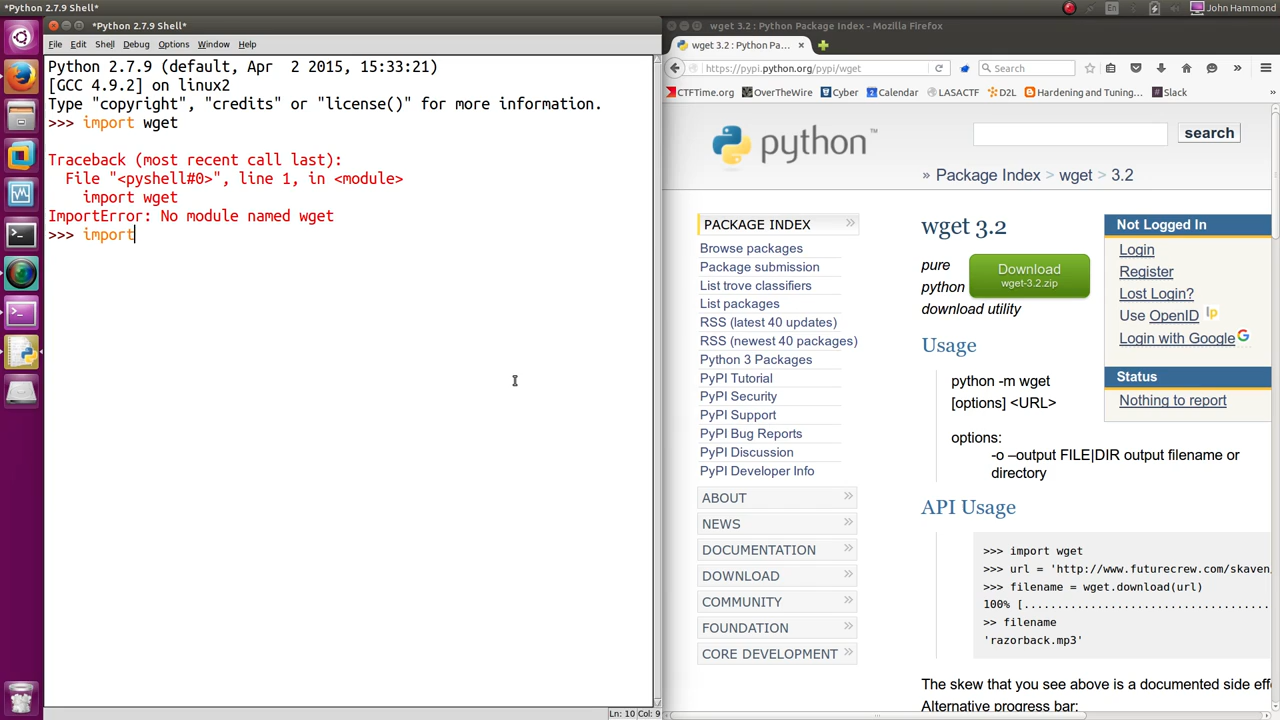 *Python 2.7.9 Shell*
En
John Hammond
*Python 2.7.9 Shell*
File Edit Shell Debug Options Window Help
Python 2.7.9 (default, Apr  2 2015, 15:33:21)
[GCC 4.9.2] on linux2
Type "copyright", "credits" or "license()" for more information.
>>> import wget
Traceback (most recent call last):
  File "<pyshell#0>", line 1, in <module>
    import wget
ImportError: No module named wget
>>> import
Ln: 10 Col: 9
wget 3.2 : Python Package Index - Mozilla Firefox
wget 3.2 : Python Pa...
https://pypi.python.org/pypi/wget
Search
CTFTime.org OverTheWire Cyber Calendar LASACTF D2L Hardening and Tuning... Slack
python™
search
» Package Index > wget > 3.2
PACKAGE INDEX »
Browse packages
Package submission
List trove classifiers
List packages
RSS (latest 40 updates)
RSS (newest 40 packages)
Python 3 Packages
PyPI Tutorial
PyPI Security
PyPI Support
PyPI Bug Reports
PyPI Discussion
PyPI Developer Info
ABOUT »
NEWS »
DOCUMENTATION »
DOWNLOAD »
COMMUNITY »
FOUNDATION »
CORE DEVELOPMENT »
wget 3.2
pure
python
download utility
Download
wget-3.2.zip
Usage
python -m wget
[options] <URL>
options:
-o –output FILE|DIR output filename or
directory
API Usage
>>> import wget
>>> url = 'http://www.futurecrew.com/skaven/
>>> filename = wget.download(url)
100% [.....................................
>> filename
'razorback.mp3'
The skew that you see above is a documented side effe
Alternative progress bar:
Not Logged In
Login
Register
Lost Login?
Use OpenID lp
Login with Google G
Status
Nothing to report